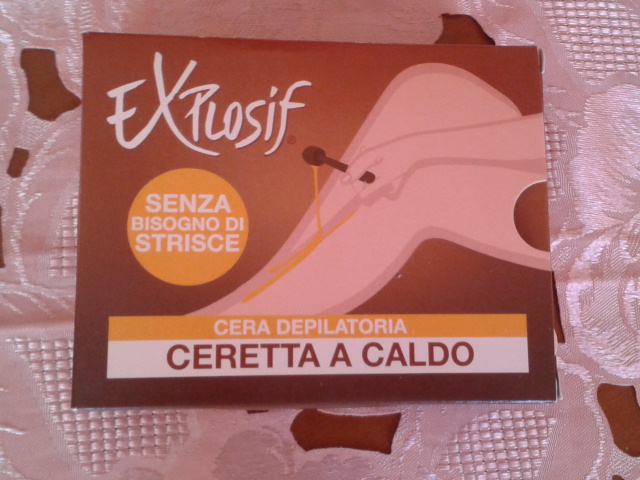 EXPLOSIF®
SENZA
BISOGNO DI
STRISCE
CERA DEPILATORIA
CERETTA A CALDO